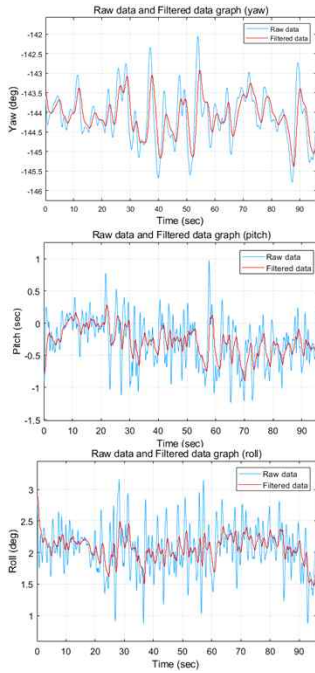 Raw data and Filtered data graph (yaw)
-142
-142.5
-143
-143.5
-144
-144.5
-145
-145.5
-146
Yaw (deg)
Raw data
Filtered data
0 10 20 30 40 50 60 70 80 90
Time (sec)
Raw data and Filtered data graph (pitch)
1
0.5
0
-0.5
-1
-1.5
Pitch (sec)
Raw data
Filtered data
0 10 20 30 40 50 60 70 80 90
Time (sec)
Raw data and Filtered data graph (roll)
3
2.5
2
1.5
1
Roll (deg)
Raw data
Filtered data
0 10 20 30 40 50 60 70 80 90
Time (sec)